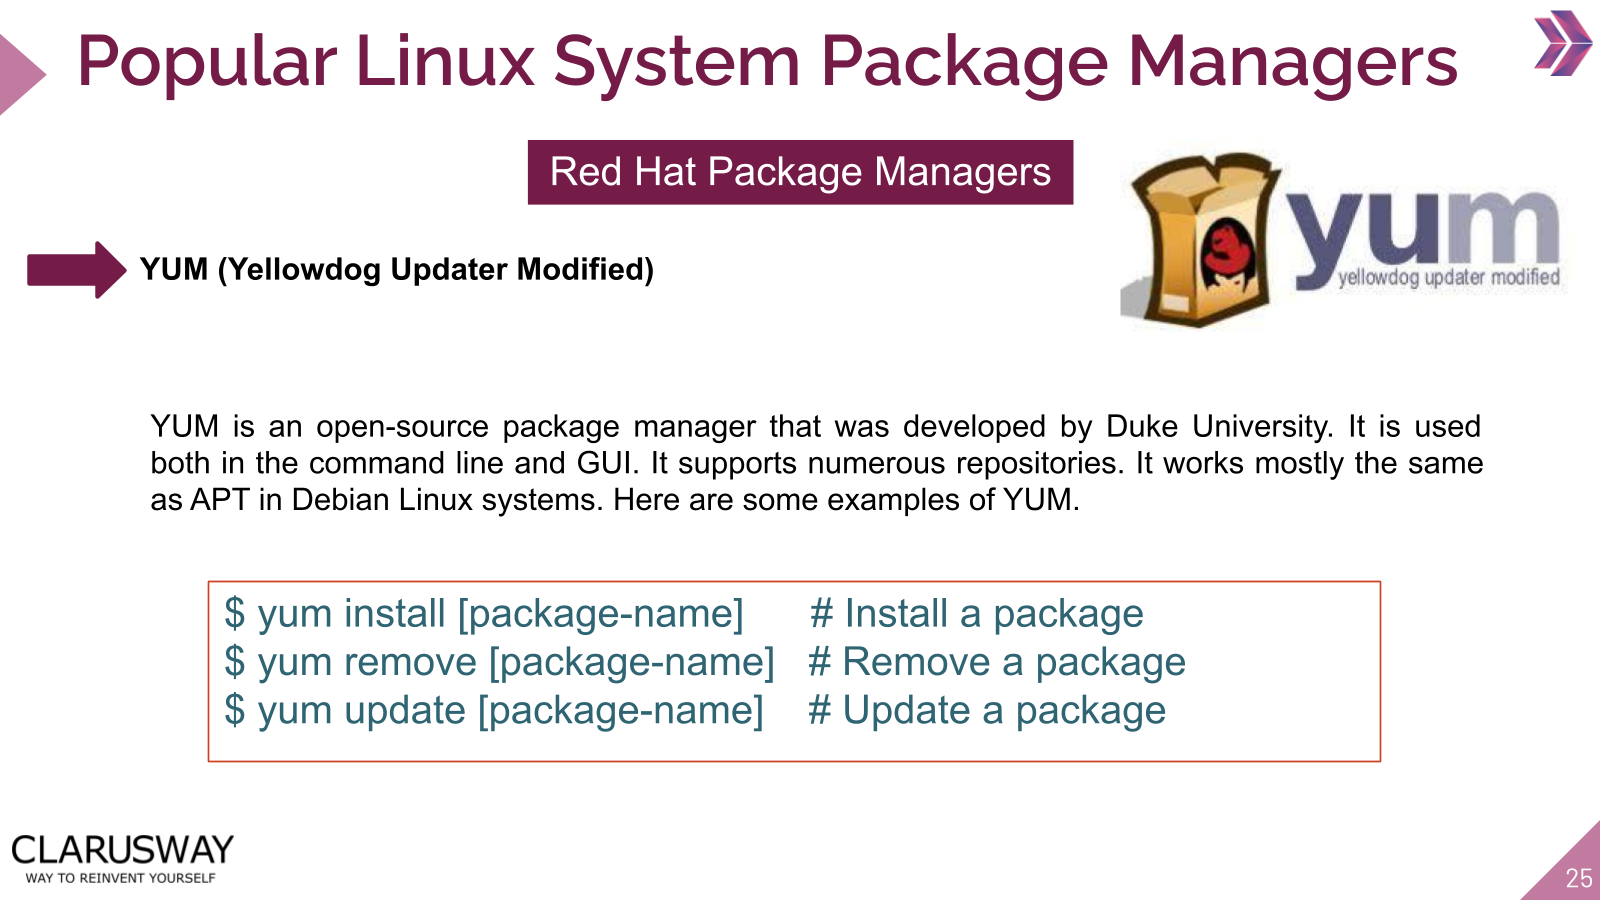 Popular Linux System Package Managers
Red Hat Package Managers
yum
yellowdog updater modified
YUM (Yellowdog Updater Modified)
YUM is an open-source package manager that was developed by Duke University. It is used
both in the command line and GUI. It supports numerous repositories. It works mostly the same
as APT in Debian Linux systems. Here are some examples of YUM.
$ yum install [package-name] # Install a package
$ yum remove [package-name] # Remove a package
$ yum update [package-name] # Update a package
CLARUSWAY
WAY TO REINVENT YOURSELF
25